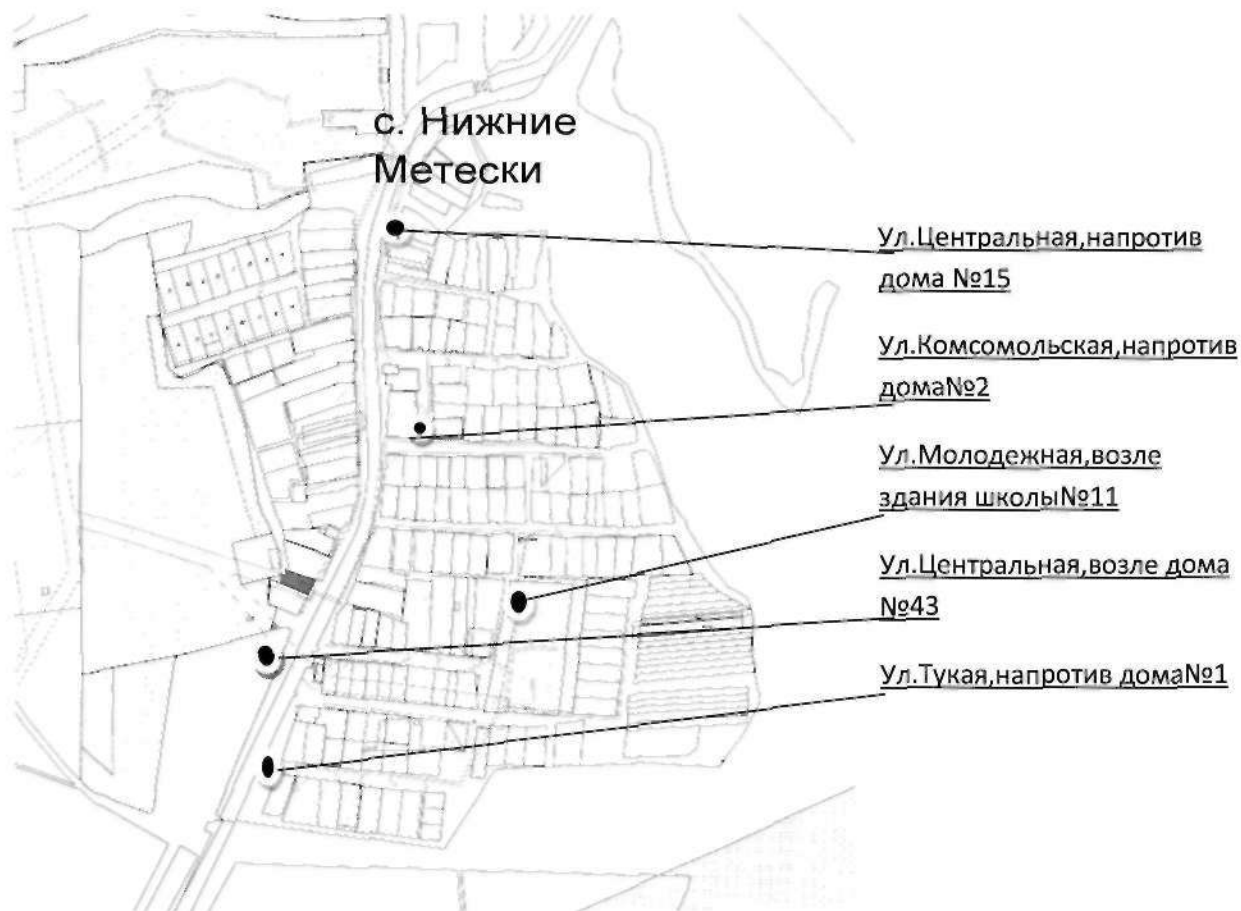 с. Нижние
Метески
Ул.Центральная,напротив
дома №15
Ул.Комсомольская,напротив
дома№2
Ул.Молодежная,возле
здания школы№11
Ул.Центральная,возле дома
№43
Ул.Тукая,напротив дома№1